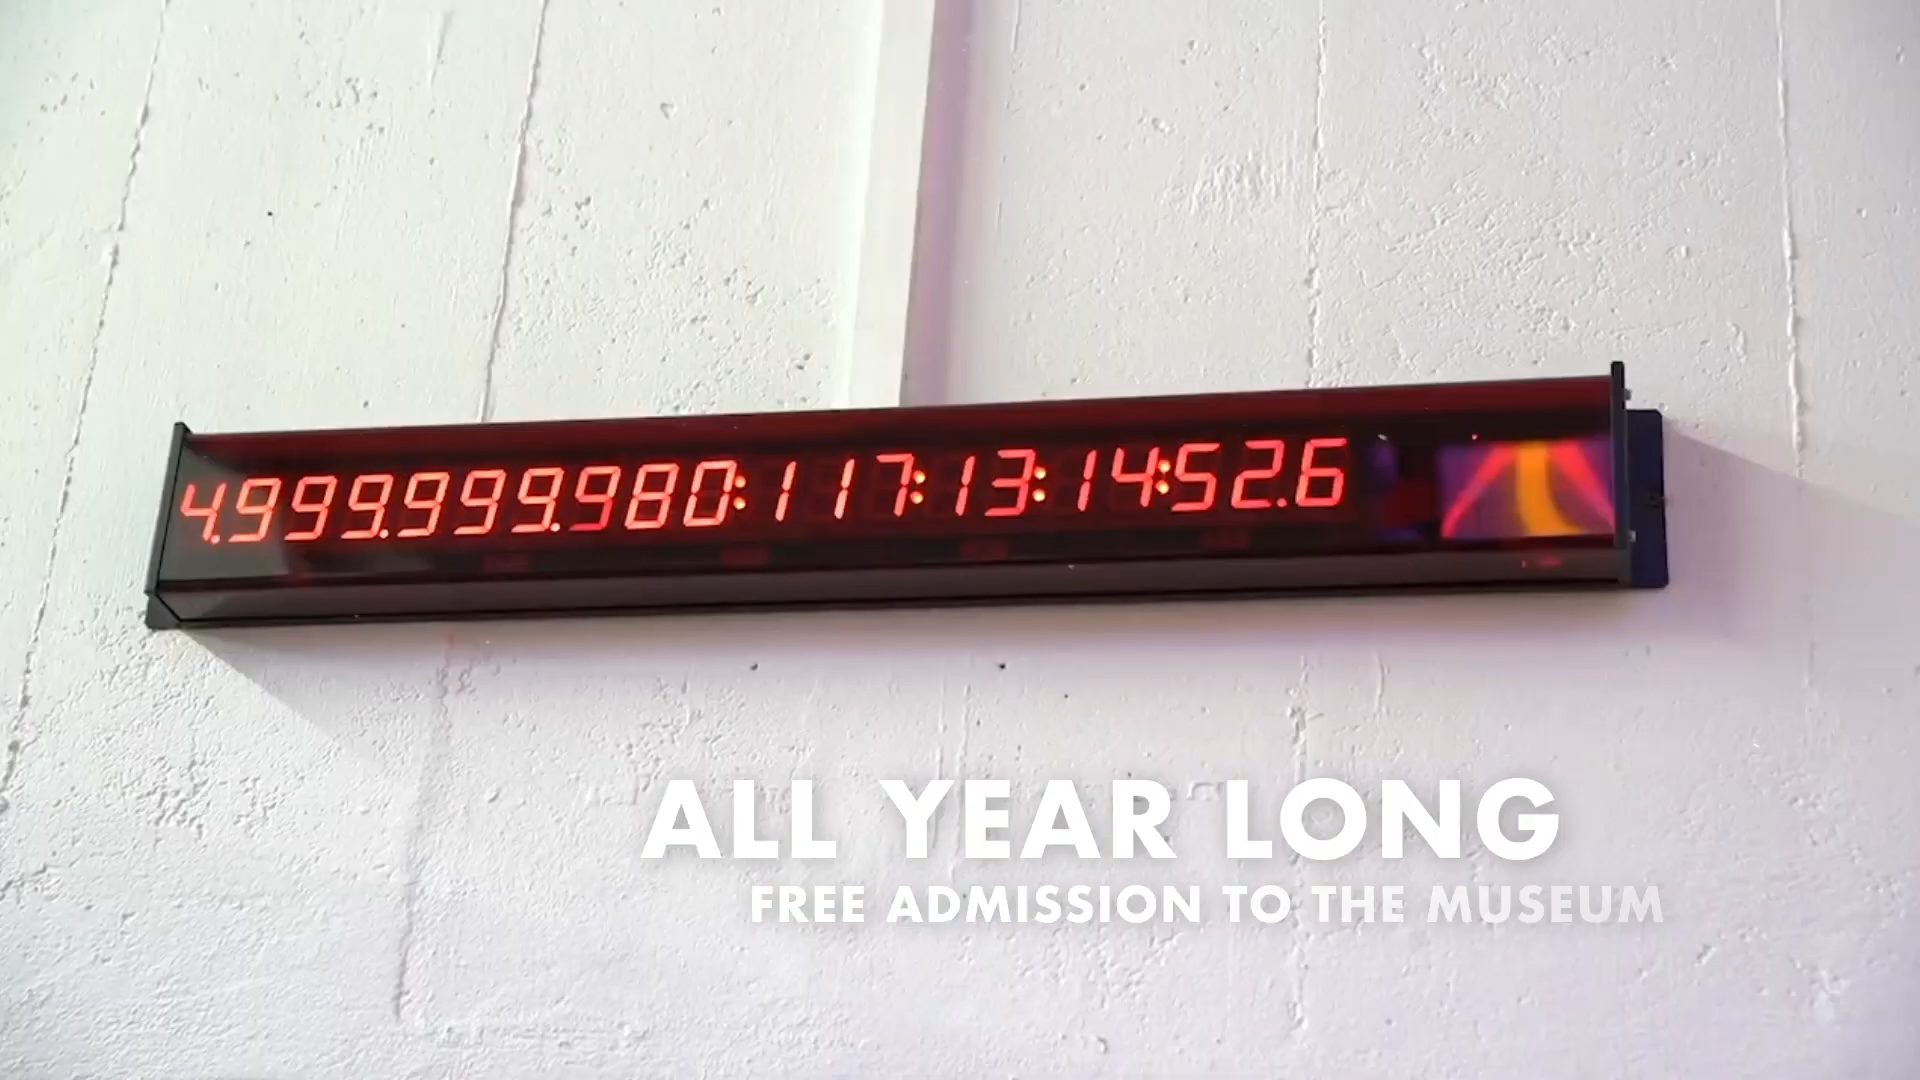 4.999.999.980:117:13:14:52.6
ALL YEAR LONG
FREE ADMISSION TO THE MUSEUM